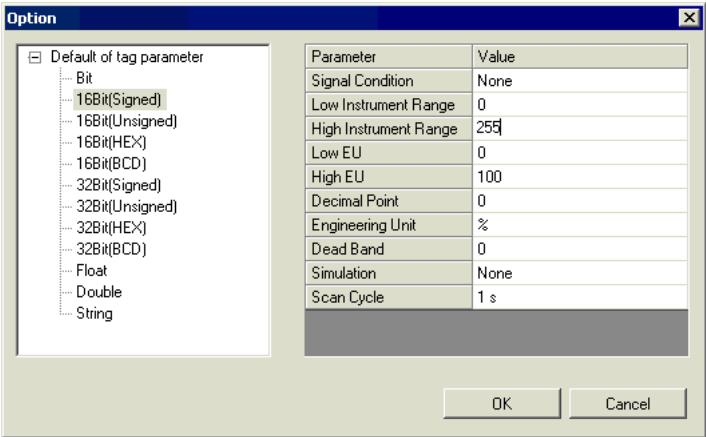 Option
Default of tag parameter
Bit
16Bit(Signed)
16Bit(Unsigned)
16Bit(HEX)
16Bit(BCD)
32Bit(Signed)
32Bit(Unsigned)
32Bit(HEX)
32Bit(BCD)
Float
Double
String
Parameter Value
Signal Condition None
Low Instrument Range 0
High Instrument Range 255
Low EU 0
High EU 100
Decimal Point 0
Engineering Unit %
Dead Band 0
Simulation None
Scan Cycle 1 s
OK Cancel